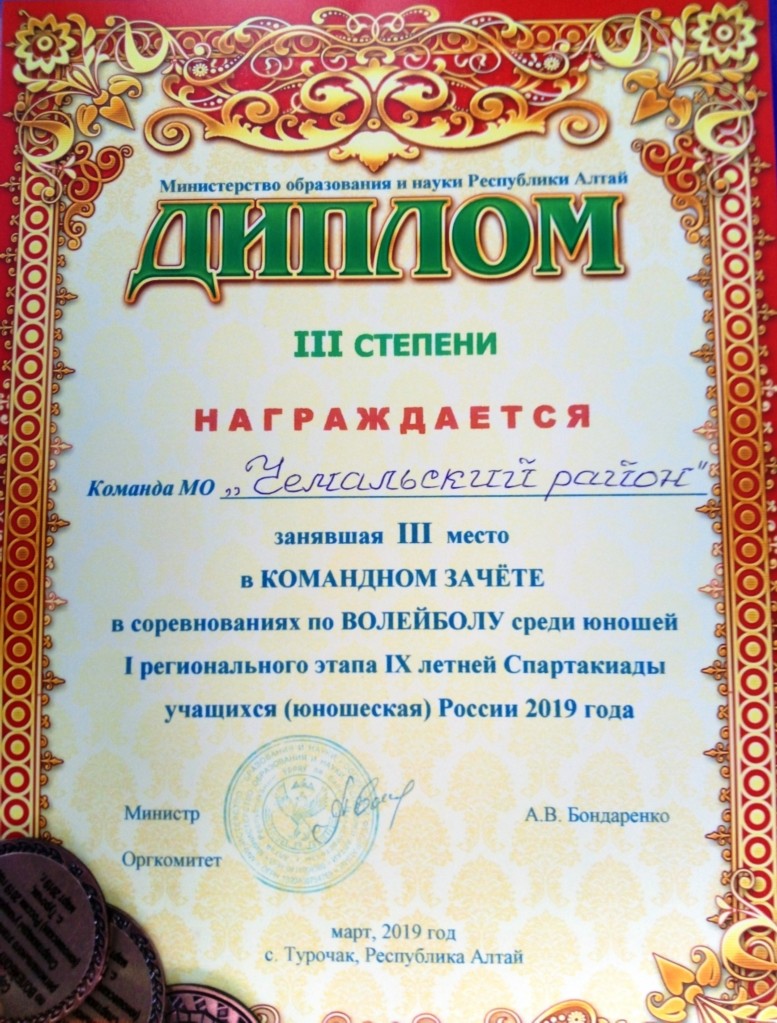 Министерство образования и науки Республики Алтай
ДИПЛОМ
III СТЕПЕНИ
НАГРАЖДАЕТСЯ
Команда МО „Чемальский район"
занявшая III место
в КОМАНДНОМ ЗАЧЁТЕ
в соревнованиях по ВОЛЕЙБОЛУ среди юношей
I регионального этапа IX летней Спартакиады
учащихся (юношеская) России 2019 года
Министр
А.В. Бондаренко
Оргкомитет
март, 2019 год
с. Турочак, Республика Алтай